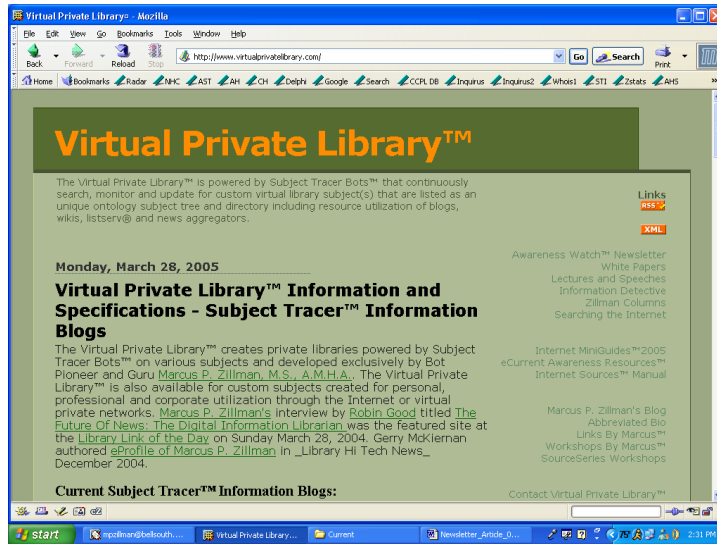 Virtual Private Library¤ - Mozilla
File Edit View Go Bookmarks Tools Window Help
Back Forward Reload Stop http://www.virtualprivatelibrary.com/ Go Search Print
Home Bookmarks Radar NHC AST AH CH Delphi Google Search CCPL DB Inquirus Inquirus2 Whois1 STI Zstats AHS
Virtual Private Library™
The Virtual Private Library™ is powered by Subject Tracer Bots™ that continuously
search, monitor and update for custom virtual library subject(s) that are listed as an
unique ontology subject tree and directory including resource utilization of blogs,
wikis, listserv® and news aggregators.
Monday, March 28, 2005
Virtual Private Library™ Information and
Specifications - Subject Tracer™ Information
Blogs
The Virtual Private Library™ creates private libraries powered by Subject
Tracer Bots™ on various subjects and developed exclusively by Bot
Pioneer and Guru Marcus P. Zillman, M.S., A.M.H.A.. The Virtual Private
Library™ is also available for custom subjects created for personal,
professional and corporate utilization through the Internet or virtual
private networks. Marcus P. Zillman's interview by Robin Good titled The
Future Of News: The Digital Information Librarian was the featured site at
the Library Link of the Day on Sunday March 28, 2004. Gerry McKiernan
authored eProfile of Marcus P. Zillman in _Library Hi Tech News_
December 2004.
Current Subject Tracer™ Information Blogs:
Links
RSS
XML
Awareness Watch™ Newsletter
White Papers
Lectures and Speeches
Information Detective
Zillman Columns
Searching the Internet
Internet MiniGuides™2005
eCurrent Awareness Resources™
Internet Sources™ Manual
Marcus P. Zillman's Blog
Abbreviated Bio
Links By Marcus™
Workshops By Marcus™
SourceSeries Workshops
Contact Virtual Private Library™
start mpzillman@bellsouth.... Virtual Private Library... Current Newsletter_Article_0... 2:31 PM